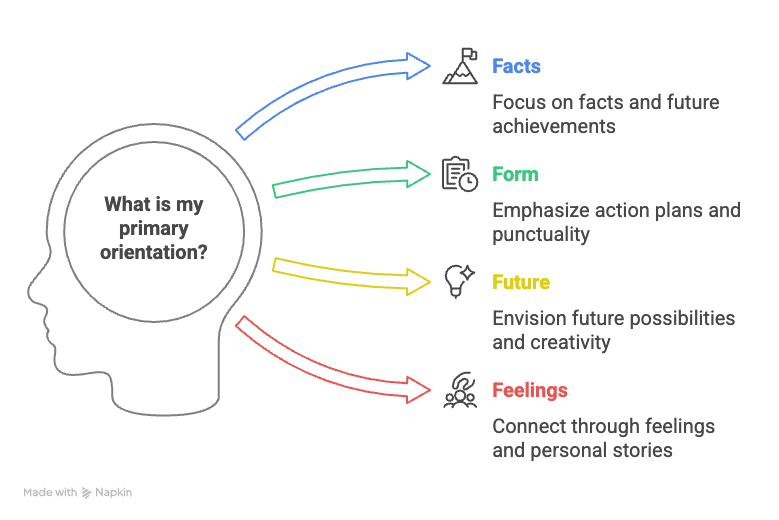 What is my
primary
orientation?
Facts
Focus on facts and future
achievements
Form
Emphasize action plans and
punctuality
Future
Envision future possibilities
and creativity
Feelings
Connect through feelings
and personal stories
Made with Napkin